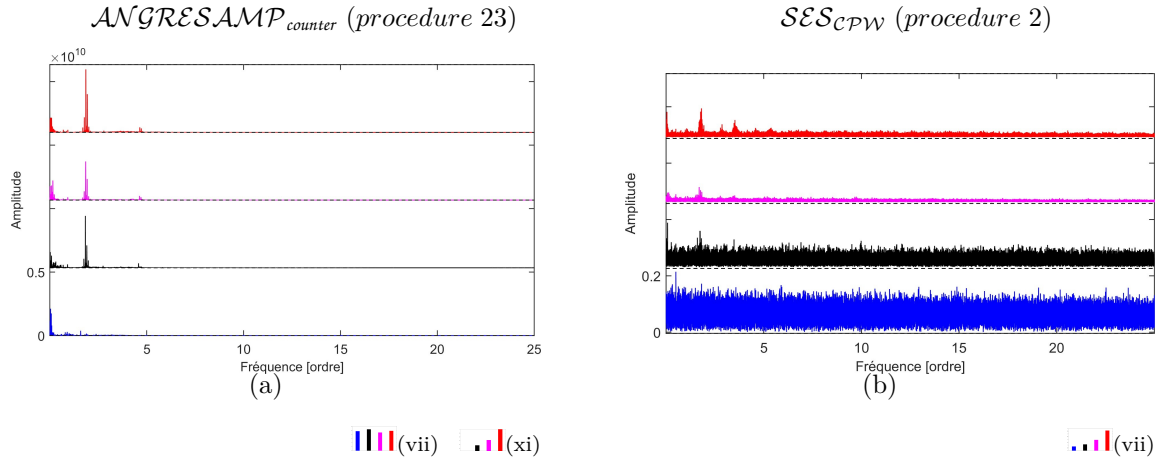 ANGRESAMP_counter (procedure 23)
×10^10
0.5
0
5
10
15
20
25
Amplitude
Fréquence [ordre]
(a)
(vii)
(xi)
SES_CPW (procedure 2)
0.2
0
5
10
15
20
Amplitude
Fréquence [ordre]
(b)
(vii)